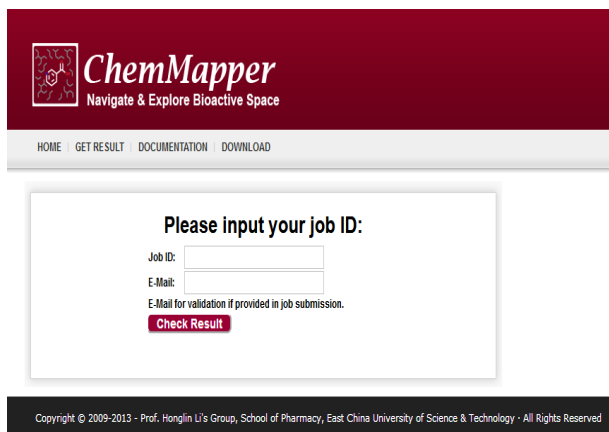 ChemMapper
Navigate & Explore Bioactive Space
HOME | GET RESULT | DOCUMENTATION | DOWNLOAD
Please input your job ID:
Job ID:
E-Mail:
E-Mail for validation if provided in job submission.
Check Result
Copyright © 2009-2013 - Prof. Honglin Li's Group, School of Pharmacy, East China University of Science & Technology · All Rights Reserved